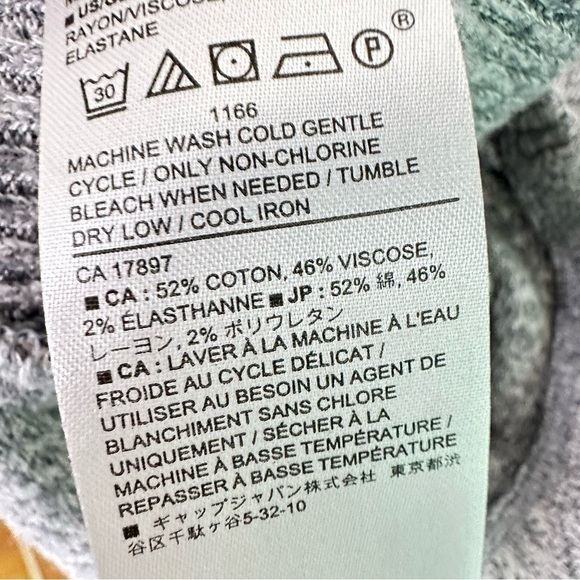 RAYON/VISCOSE,
ELASTANE
®
30 P
1166
MACHINE WASH COLD GENTLE
CYCLE / ONLY NON-CHLORINE
BLEACH WHEN NEEDED / TUMBLE
DRY LOW / COOL IRON
CA 17897
■ CA : 52% COTON, 46% VISCOSE,
2% ÉLASTHANNE ■ JP : 52% 綿, 46%
レーヨン, 2% ポリウレタン
■ CA : LAVER À LA MACHINE À L'EAU
FROIDE AU CYCLE DÉLICAT /
UTILISER AU BESOIN UN AGENT DE
BLANCHIMENT SANS CHLORE
UNIQUEMENT / SÉCHER À LA
MACHINE À BASSE TEMPÉRATURE /
REPASSER À BASSE TEMPÉRATURE
■ ギャップジャパン株式会社 東京都渋
谷区千駄ヶ谷5-32-10